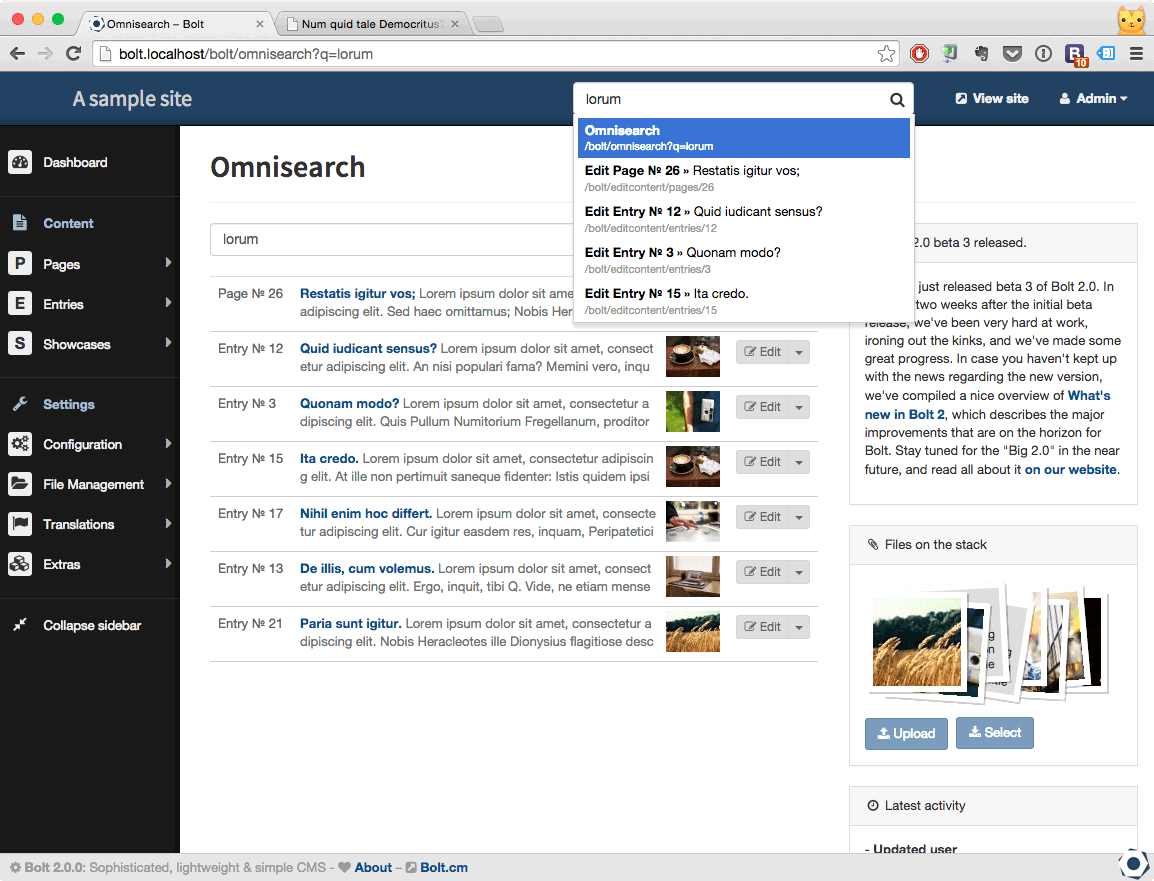 Omnisearch – Bolt
Num quid tale Democritus?
bolt.localhost/bolt/omnisearch?q=lorum
10
A sample site
lorum
View site
Admin
Omnisearch
/bolt/omnisearch?q=lorum
Edit Page № 26 » Restatis igitur vos;
/bolt/editcontent/pages/26
Edit Entry № 12 » Quid iudicant sensus?
/bolt/editcontent/entries/12
Edit Entry № 3 » Quonam modo?
/bolt/editcontent/entries/3
Edit Entry № 15 » Ita credo.
/bolt/editcontent/entries/15
Dashboard
Content
P Pages
E Entries
S Showcases
Settings
Configuration
File Management
Translations
Extras
Collapse sidebar
Omnisearch
lorum
Page № 26 Restatis igitur vos; Lorem ipsum dolor sit ame
adipiscing elit. Sed haec omittamus; Nobis Her
Entry № 12 Quid iudicant sensus? Lorem ipsum dolor sit amet, consect
etur adipiscing elit. An nisi populari fama? Memini vero, inqu
Edit
Entry № 3 Quonam modo? Lorem ipsum dolor sit amet, consectetur a
dipiscing elit. Quis Pullum Numitorium Fregellanum, proditor
Edit
Entry № 15 Ita credo. Lorem ipsum dolor sit amet, consectetur adipiscin
g elit. At ille non pertimuit saneque fidenter: Istis quidem ipsi
Edit
Entry № 17 Nihil enim hoc differt. Lorem ipsum dolor sit amet, consecte
tur adipiscing elit. Cur igitur easdem res, inquam, Peripatetici
Edit
Entry № 13 De illis, cum volemus. Lorem ipsum dolor sit amet, consect
etur adipiscing elit. Ergo, inquit, tibi Q. Vide, ne etiam mense
Edit
Entry № 21 Paria sunt igitur. Lorem ipsum dolor sit amet, consectetur a
dipiscing elit. Nobis Heracleotes ille Dionysius flagitiose desc
Edit
2.0 beta 3 released.
just released beta 3 of Bolt 2.0. In
two weeks after the initial beta
release, we've been very hard at work,
ironing out the kinks, and we've made some
great progress. In case you haven't kept up
with the news regarding the new version,
we've compiled a nice overview of What's
new in Bolt 2, which describes the major
improvements that are on the horizon for
Bolt. Stay tuned for the "Big 2.0" in the near
future, and read all about it on our website.
Files on the stack
Upload
Select
Latest activity
- Updated user
Bolt 2.0.0: Sophisticated, lightweight & simple CMS - About – Bolt.cm